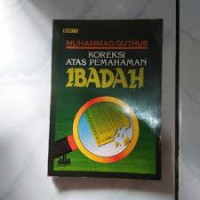 MUHAMMAD QUTHUB
KOREKSI
ATAS PEMAHAMAN
IBADAH